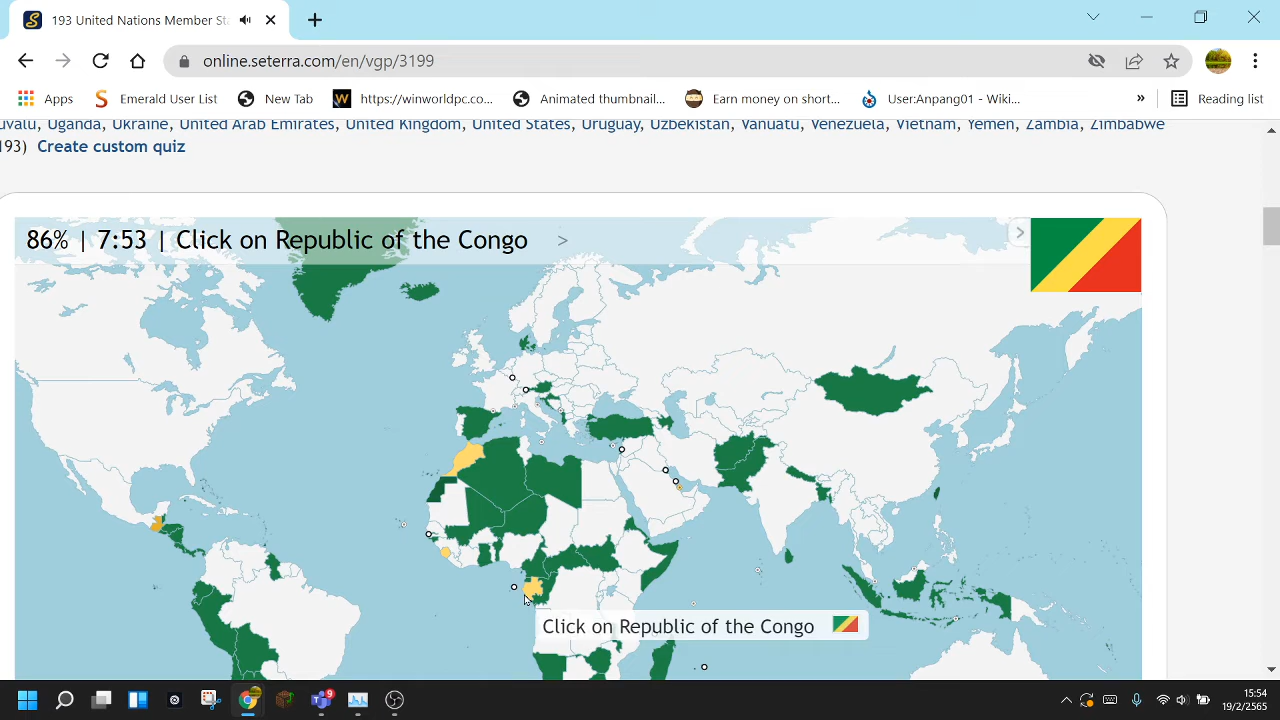 193 United Nations Member St
online.seterra.com/en/vgp/3199
Apps Emerald User List New Tab https://winworldpc.co... Animated thumbnail... Earn money on short... User:Anpang01 - Wiki... » Reading list
uvalu, Uganda, Ukraine, United Arab Emirates, United Kingdom, United States, Uruguay, Uzbekistan, Vanuatu, Venezuela, Vietnam, Yemen, Zambia, Zimbabwe
193) Create custom quiz
86% | 7:53 | Click on Republic of the Congo >
Click on Republic of the Congo
9
15:54
19/2/2565